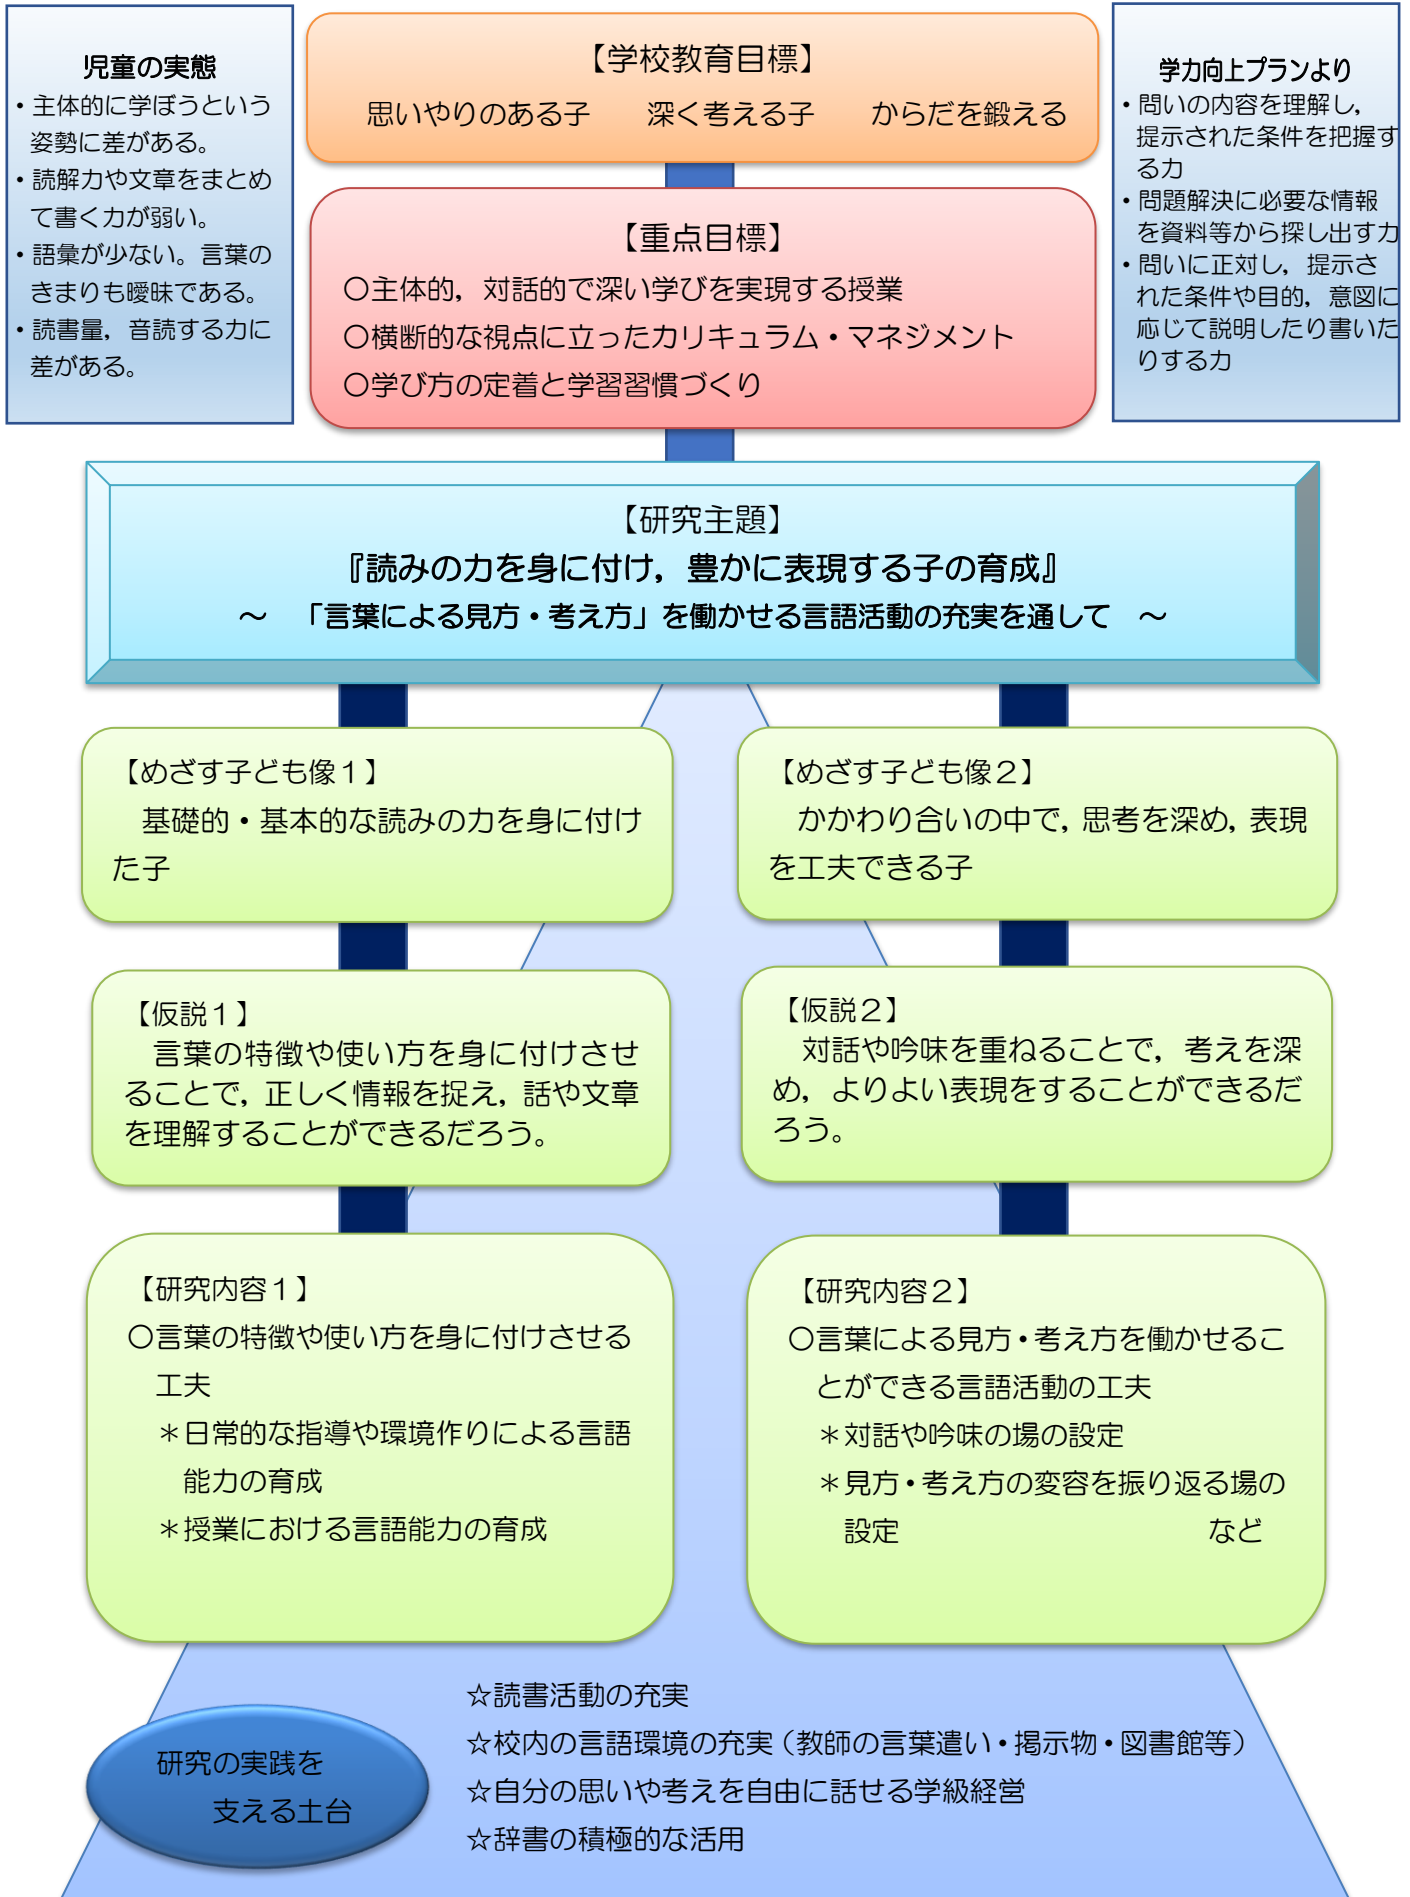 児童の実態
・主体的に学ぼうという
姿勢に差がある。
・読解力や文章をまとめ
て書く力が弱い。
・語彙が少ない。言葉の
きまりも曖昧である。
・読書量，音読する力に
差がある。
【学校教育目標】
思いやりのある子　　深く考える子　　からだを鍛える
学力向上プランより
・問いの内容を理解し，
提示された条件を把握す
る力
・問題解決に必要な情報
を資料等から探し出す力
・問いに正対し，提示さ
れた条件や目的，意図に
応じて説明したり書いた
りする力
【重点目標】
○主体的，対話的で深い学びを実現する授業
○横断的な視点に立ったカリキュラム・マネジメント
○学び方の定着と学習習慣づくり
【研究主題】
『読みの力を身に付け，豊かに表現する子の育成』
～　「言葉による見方・考え方」を働かせる言語活動の充実を通して　～
【めざす子ども像１】
基礎的・基本的な読みの力を身に付け
た子
【めざす子ども像２】
かかわり合いの中で，思考を深め，表現
を工夫できる子
【仮説１】
言葉の特徴や使い方を身に付けさせ
ることで，正しく情報を捉え，話や文章
を理解することができるだろう。
【仮説２】
対話や吟味を重ねることで，考えを深
め，よりよい表現をすることができるだ
ろう。
【研究内容１】
○言葉の特徴や使い方を身に付けさせる
工夫
＊日常的な指導や環境作りによる言語
能力の育成
＊授業における言語能力の育成
【研究内容２】
○言葉による見方・考え方を働かせるこ
とができる言語活動の工夫
＊対話や吟味の場の設定
＊見方・考え方の変容を振り返る場の
設定　　　　　　　　　　　など
研究の実践を
支える土台
☆読書活動の充実
☆校内の言語環境の充実（教師の言葉遣い・掲示物・図書館等）
☆自分の思いや考えを自由に話せる学級経営
☆辞書の積極的な活用